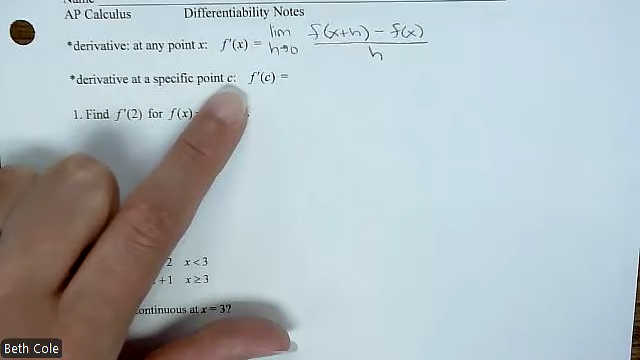 Name
AP Calculus Differentiability Notes
*derivative: at any point x: f'(x) = lim h→0 f(x+h) - f(x) / h
*derivative at a specific point c: f'(c) =
1. Find f'(2) for f(x)
2 x < 3
+1 x ≥ 3
continuous at x = 3?
Beth Cole